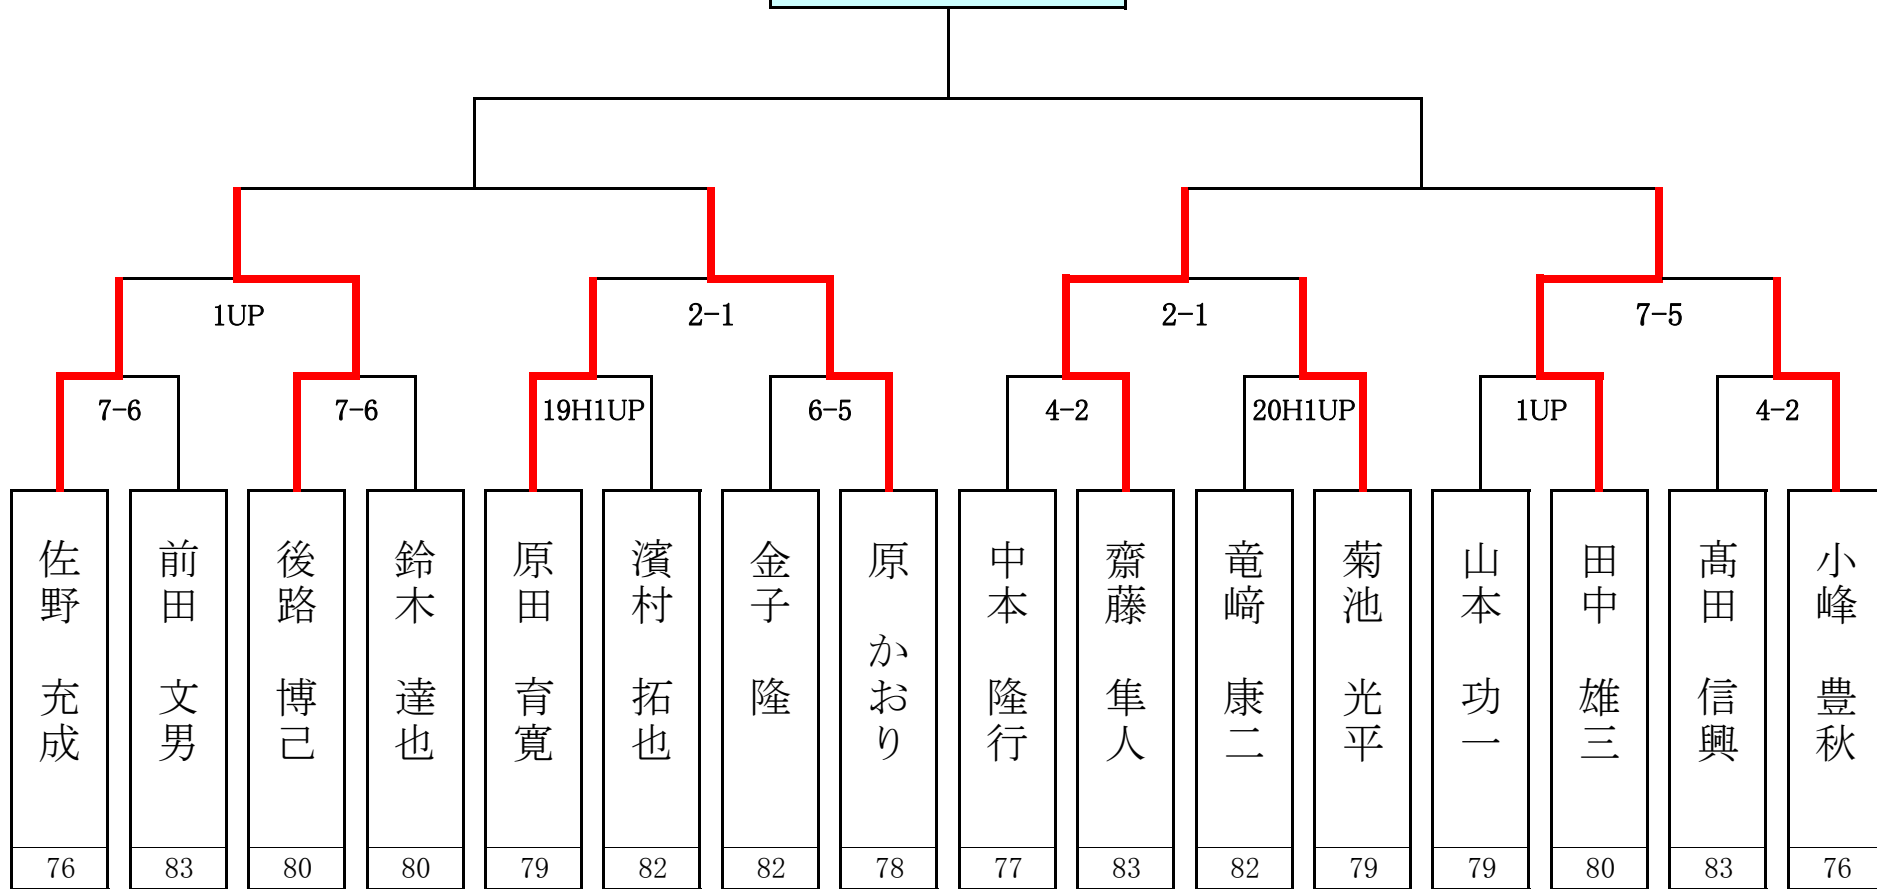 1UP
2-1
2-1
7-5
7-6
7-6
19H1UP
6-5
4-2
20H1UP
1UP
4-2
佐野 充成
前田 文男
後路 博己
鈴木 達也
原田 育寛
濱村 拓也
金子 隆
原 かおり
中本 隆行
齋藤 隼人
竜﨑 康二
菊池 光平
山本 功一
田中 雄三
髙田 信興
小峰 豊秋
76
83
80
80
79
82
82
78
77
83
82
79
79
80
83
76